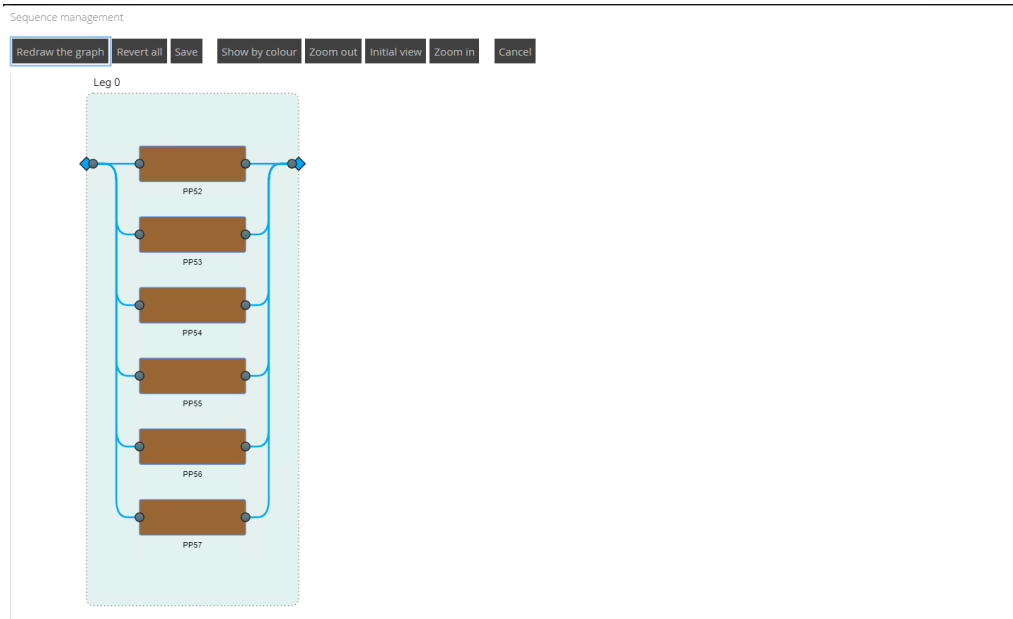 Sequence management
Redraw the graph Revert all Save Show by colour Zoom out Initial view Zoom in Cancel
Leg 0
PP52
PP53
PP54
PP55
PP56
PP57